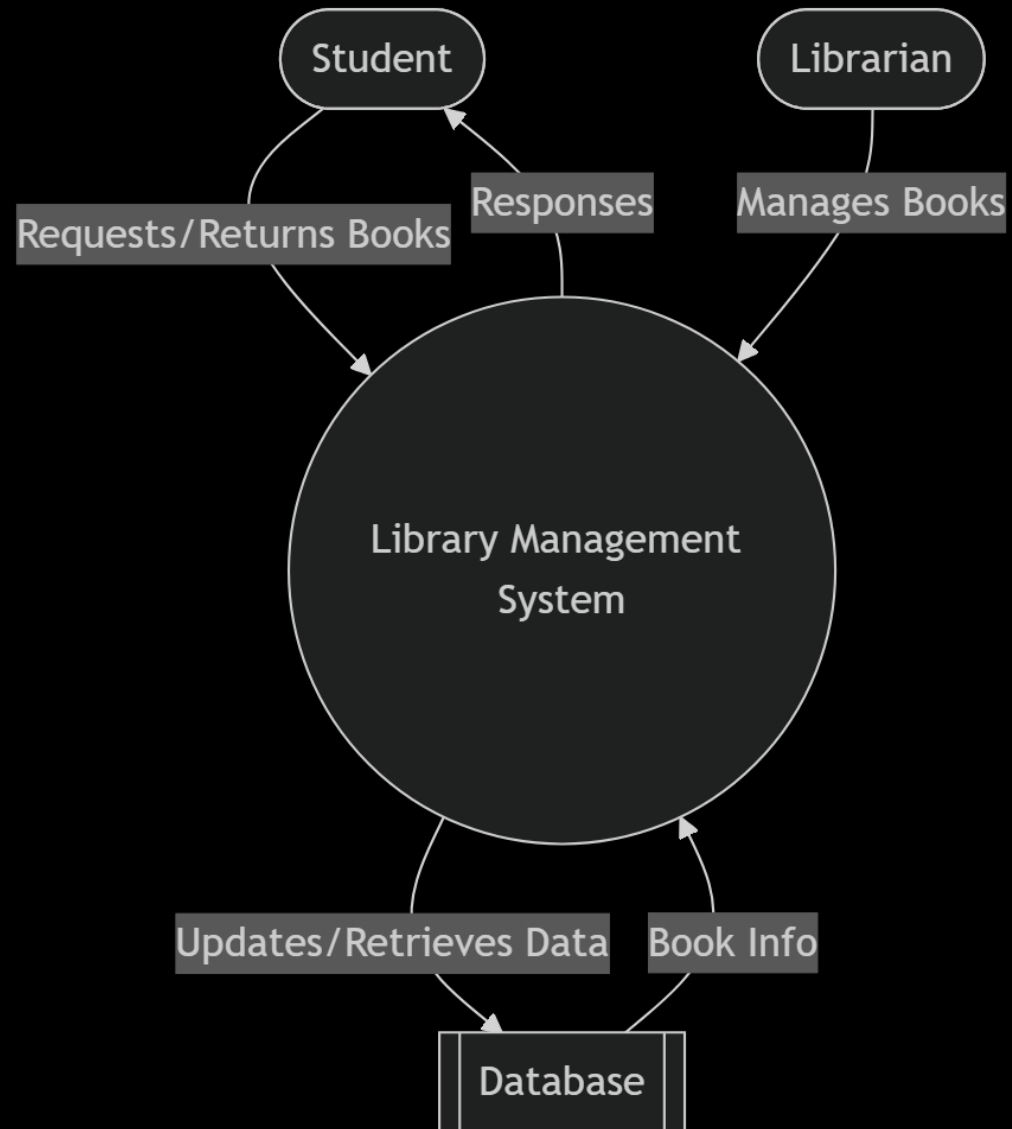 Student
Librarian
Requests/Returns Books
Responses
Manages Books
Library Management
System
Updates/Retrieves Data
Book Info
Database